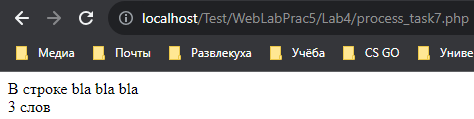 localhost/Test/WebLabPrac5/Lab4/process_task7.php
Медиа Почты Развлекуха Учёба CS GO Униве
В строке bla bla bla
3 слов